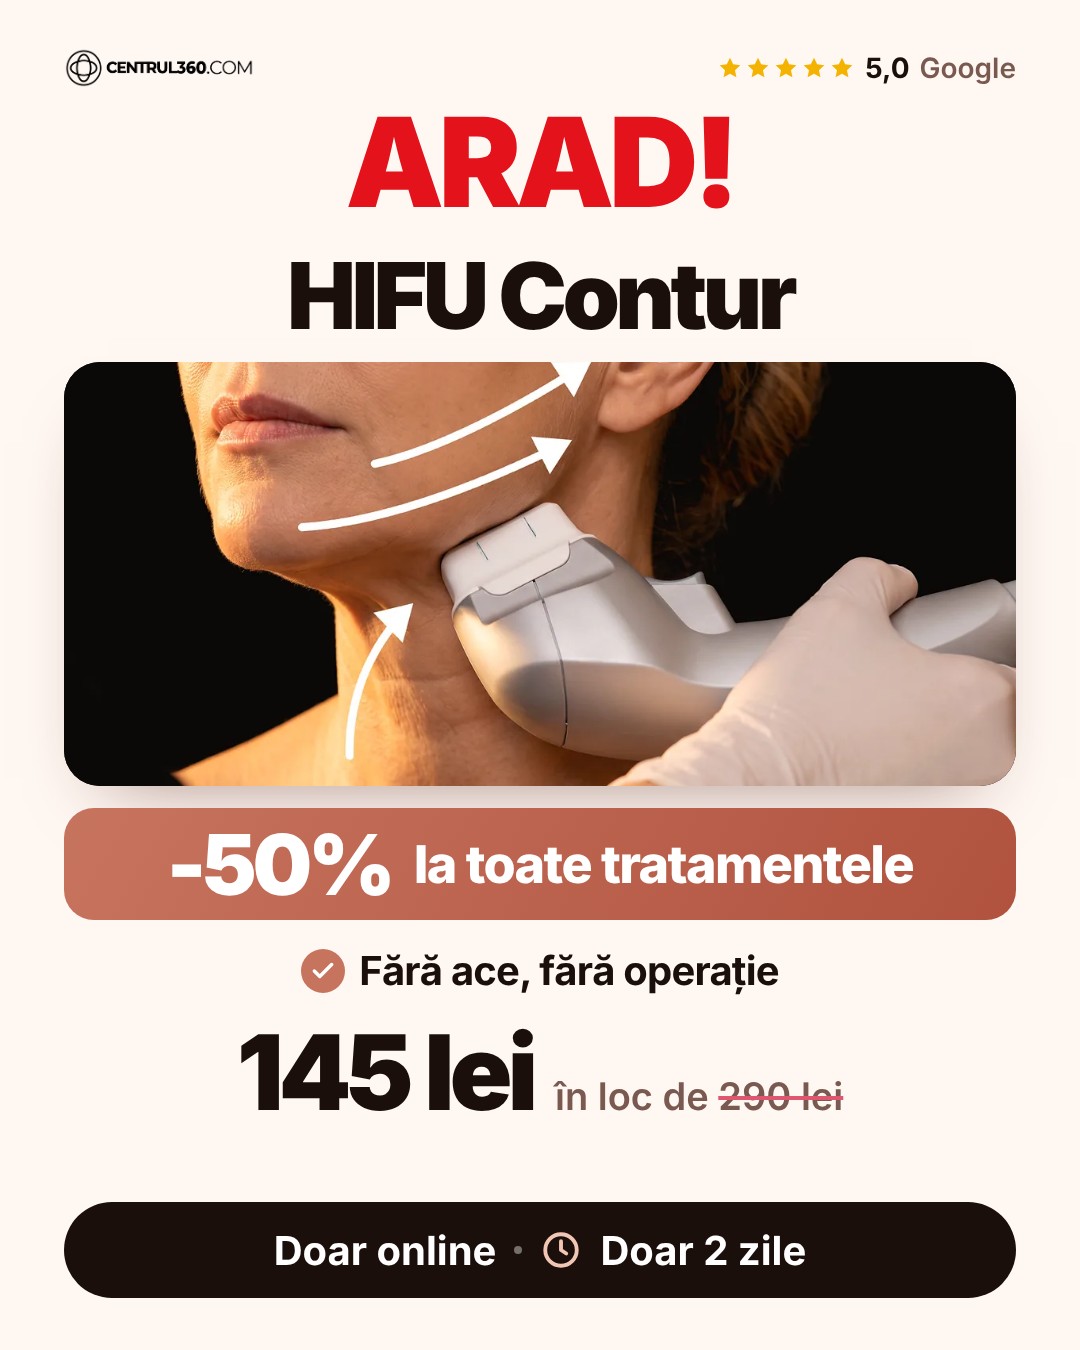 CENTRUL360.COM
5,0 Google
ARAD!
HIFU Contur
-50% la toate tratamentele
Fără ace, fără operație
145 lei în loc de 290 lei
Doar online • Doar 2 zile